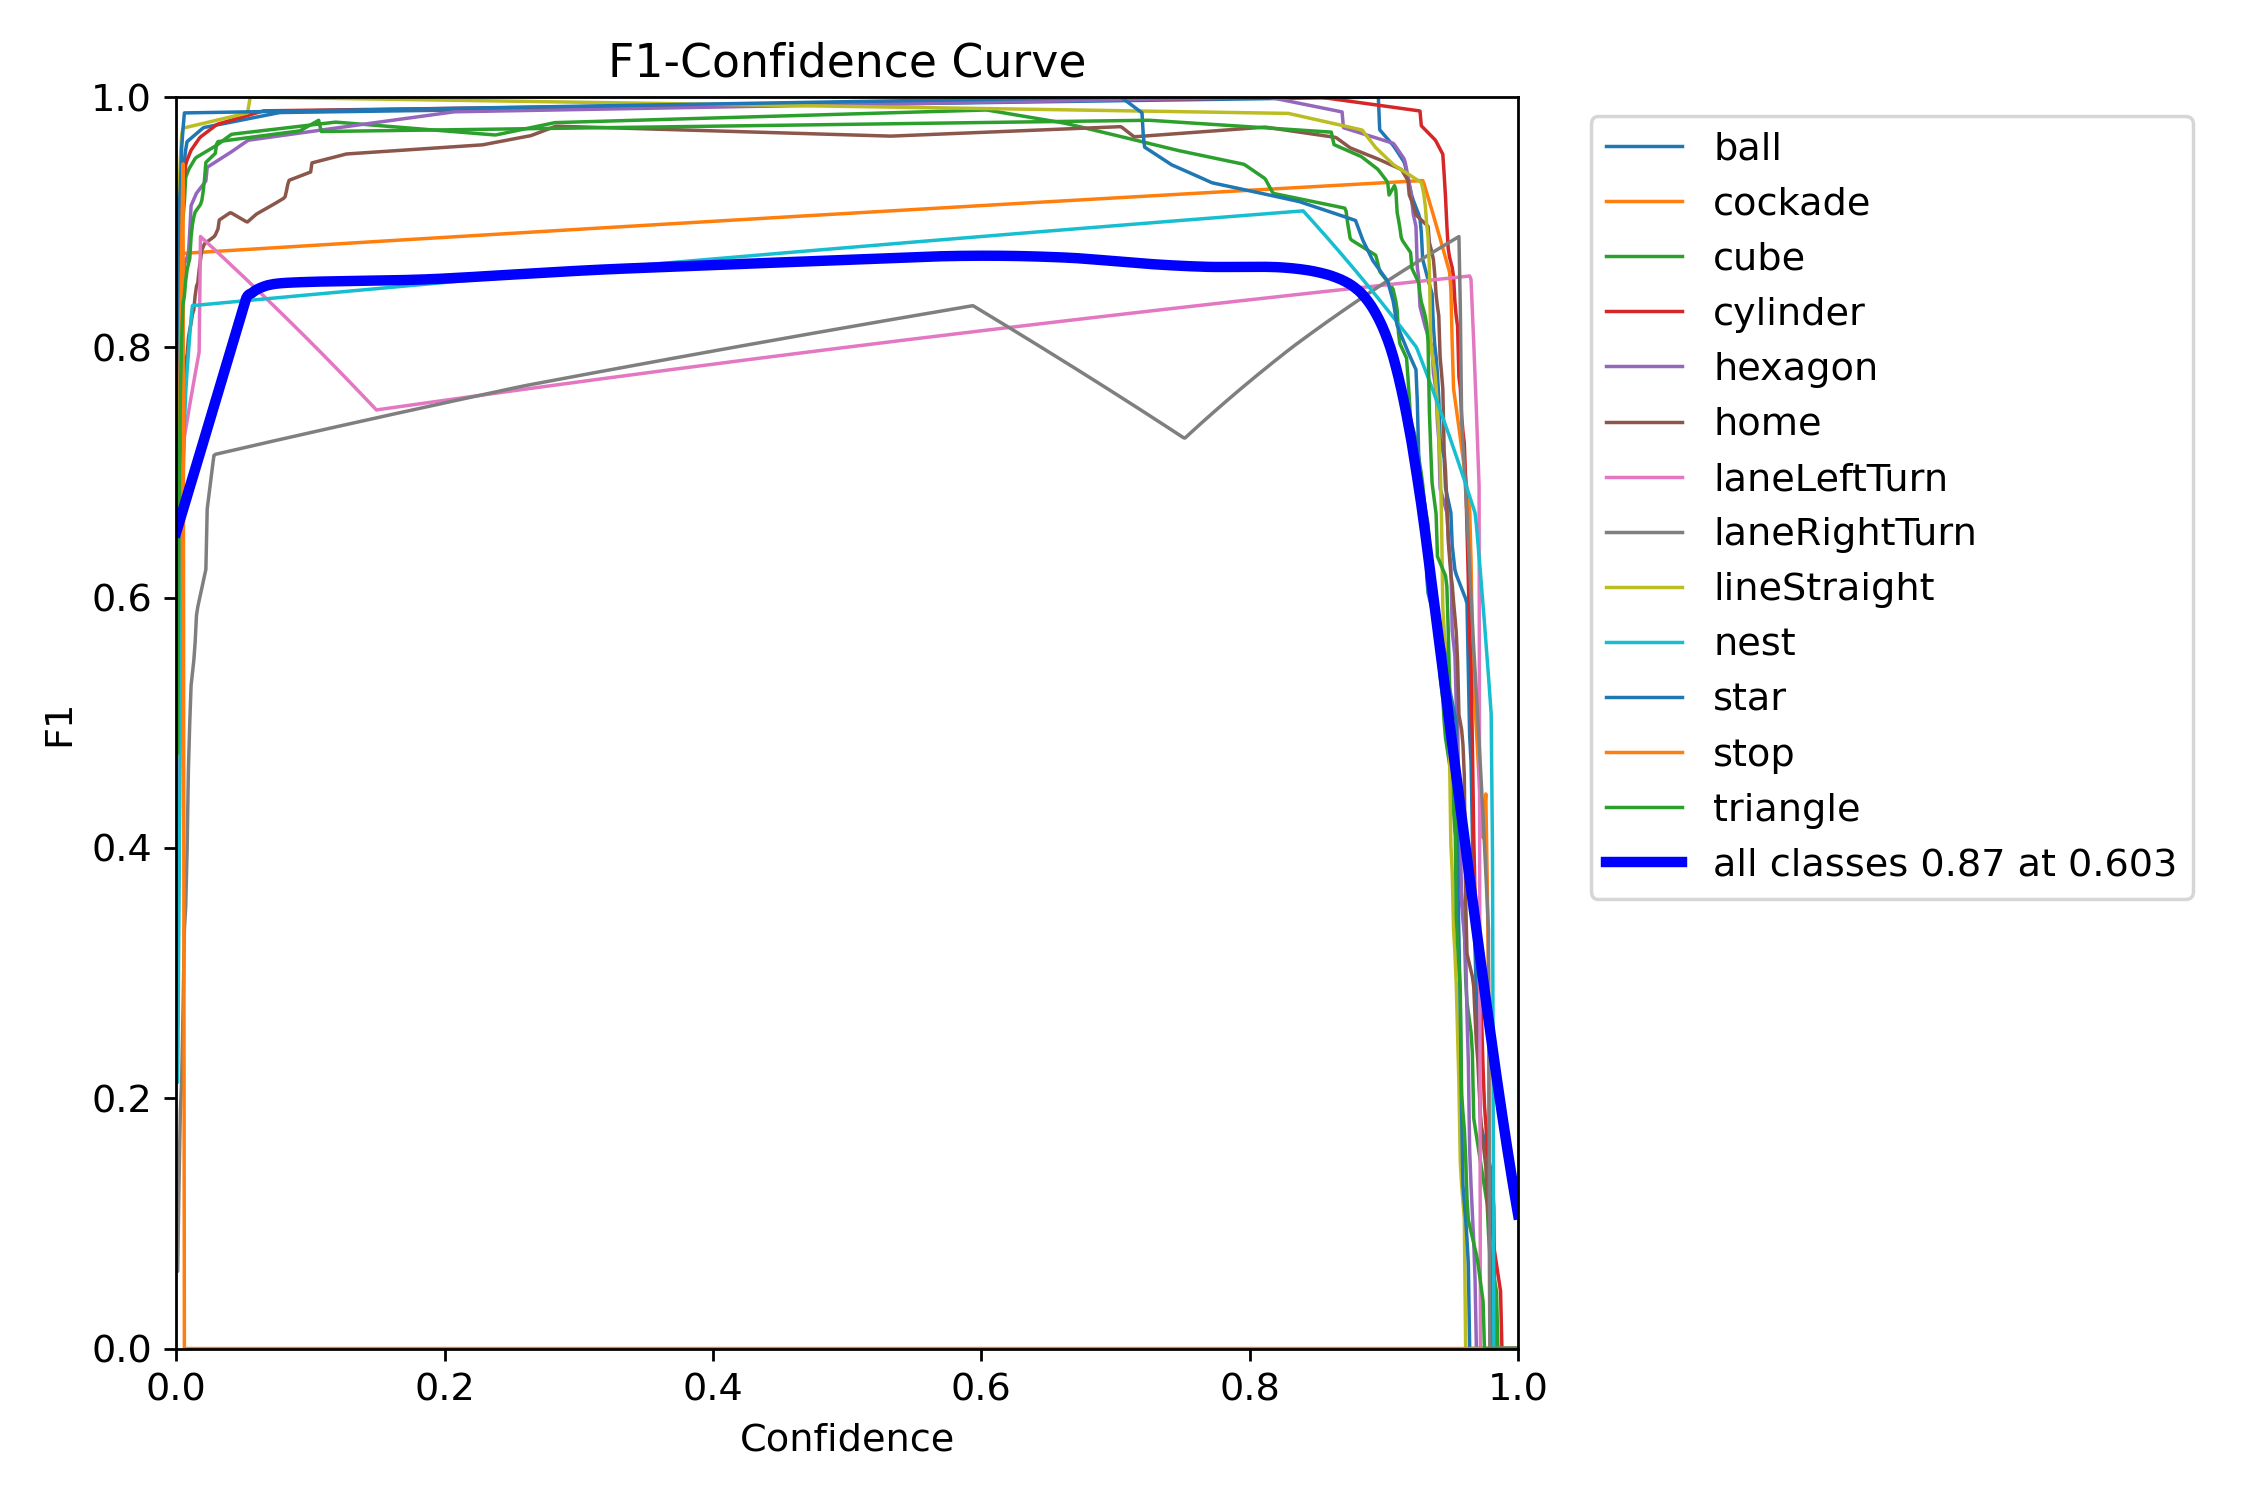 F1-Confidence Curve
1.0
0.8
0.6
0.4
0.2
0.0
F1
0.0 0.2 0.4 0.6 0.8 1.0
Confidence
ball
cockade
cube
cylinder
hexagon
home
laneLeftTurn
laneRightTurn
lineStraight
nest
star
stop
triangle
all classes 0.87 at 0.603